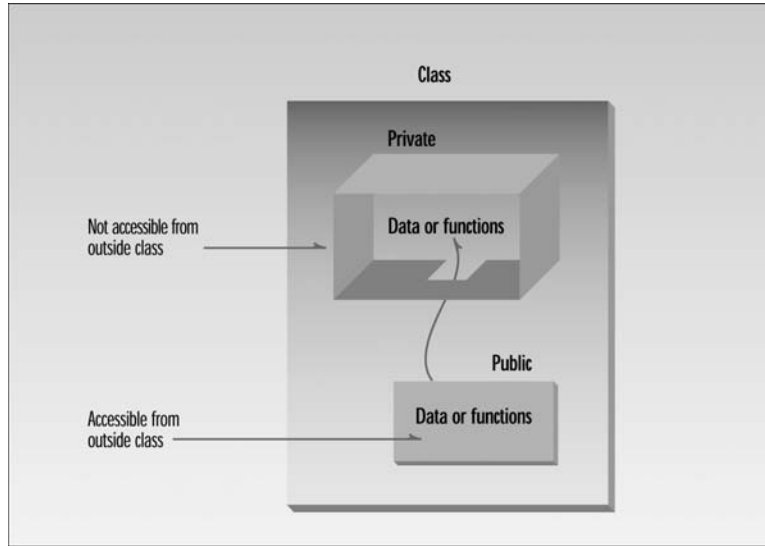 Class
Private
Data or functions
Not accessible from
outside class
Public
Data or functions
Accessible from
outside class